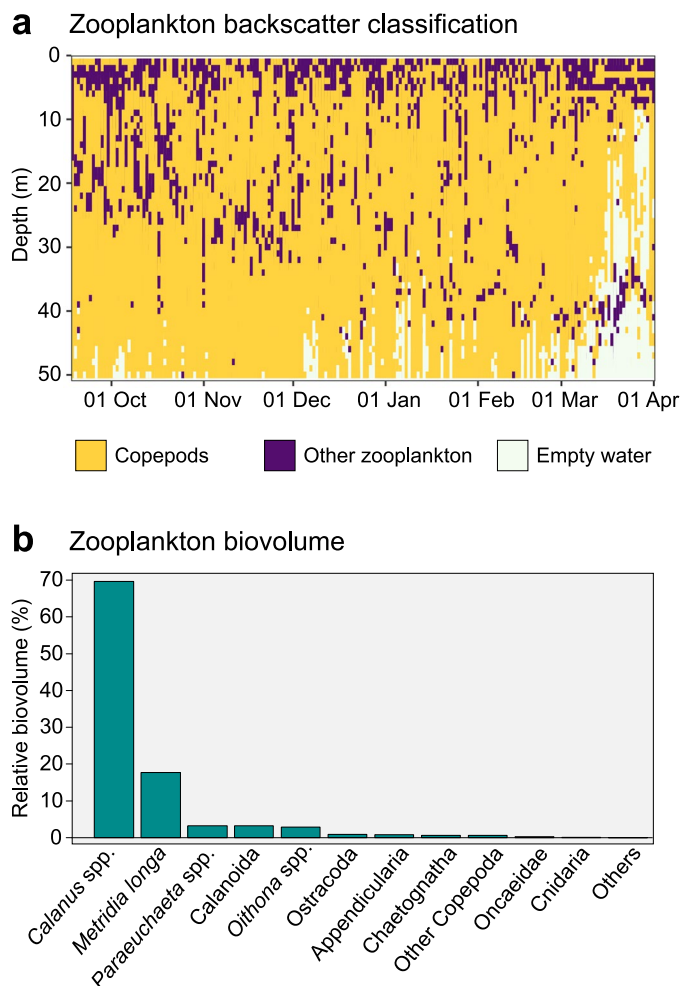 a Zooplankton backscatter classification
0
10
20
30
40
50
Depth (m)
01 Oct 01 Nov 01 Dec 01 Jan 01 Feb 01 Mar 01 Apr
Copepods Other zooplankton Empty water
b Zooplankton biovolume
70
60
50
40
30
20
10
0
Relative biovolume (%)
Calanus spp.
Metridia longa
Paraeuchaeta spp.
Calanoida
Oithona spp.
Ostracoda
Appendicularia
Chaetognatha
Other Copepoda
Oncaeidae
Cnidaria
Others